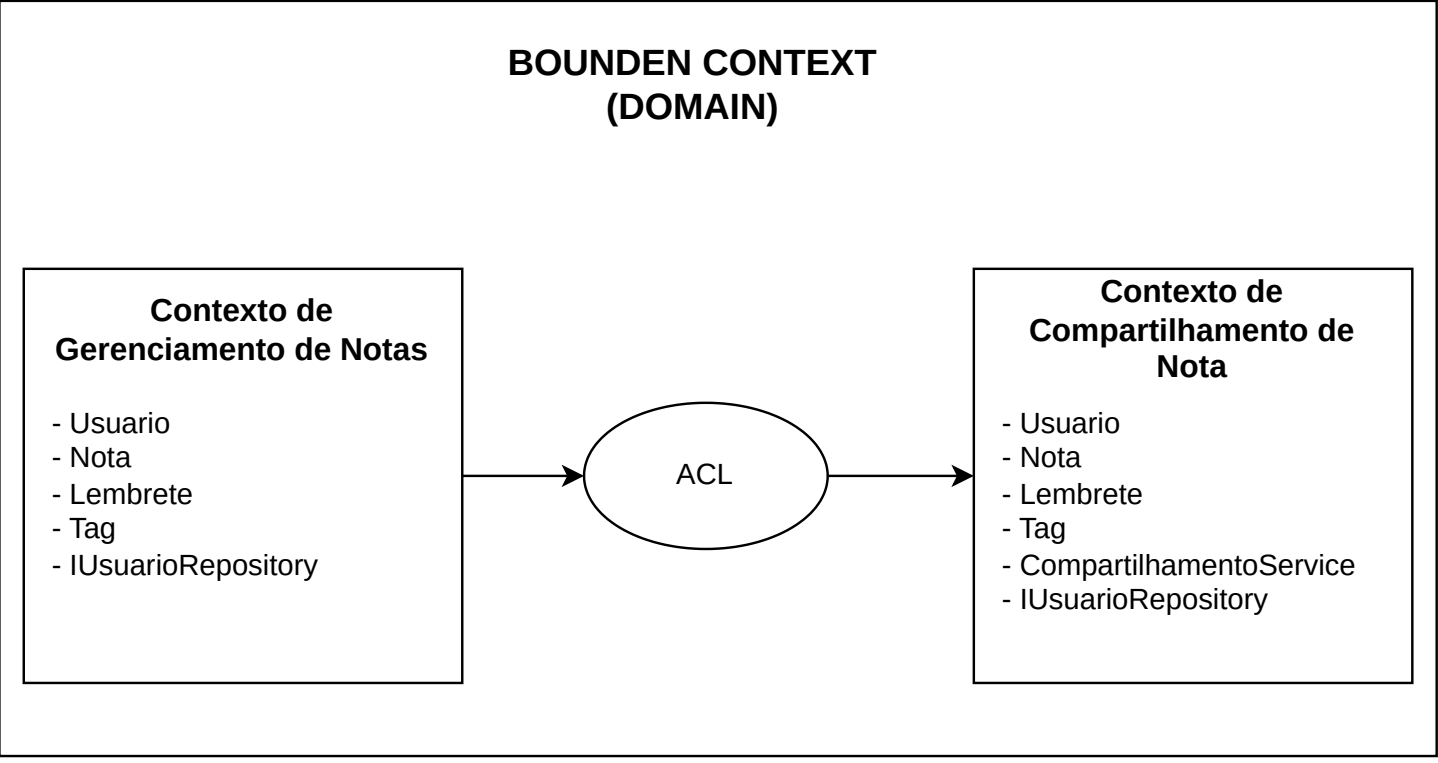 BOUNDEN CONTEXT
(DOMAIN)
Contexto de
Gerenciamento de Notas
- Usuario
- Nota
- Lembrete
- Tag
- IUsuarioRepository
ACL
Contexto de
Compartilhamento de
Nota
- Usuario
- Nota
- Lembrete
- Tag
- CompartilhamentoService
- IUsuarioRepository